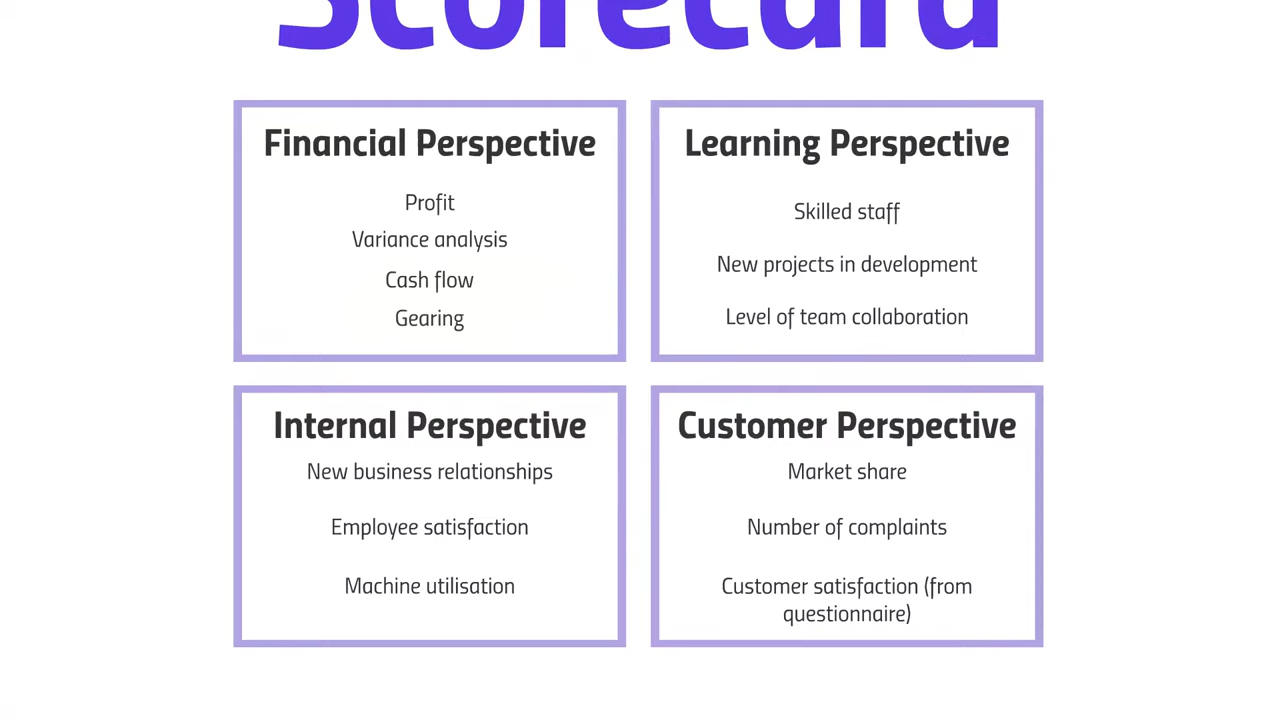 Scorecard
Financial Perspective
Profit
Variance analysis
Cash flow
Gearing
Learning Perspective
Skilled staff
New projects in development
Level of team collaboration
Internal Perspective
New business relationships
Employee satisfaction
Machine utilisation
Customer Perspective
Market share
Number of complaints
Customer satisfaction (from
questionnaire)